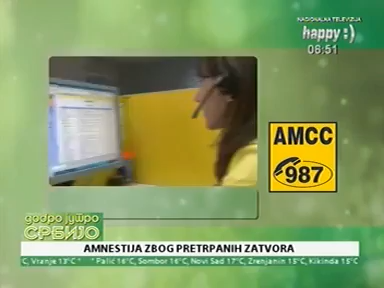 NACIONALNA TELEVIZIJA
happy :)
08:51
AMCC
987
добро јутро
СРБИЈО
AMNESTIJA ZBOG PRETRPANIH ZATVORA
C, Vranje 13°C " " Palić 16°C, Sombor 16°C, Novi Sad 17°C, Zrenjanin 15°C, Kikinda 15°C